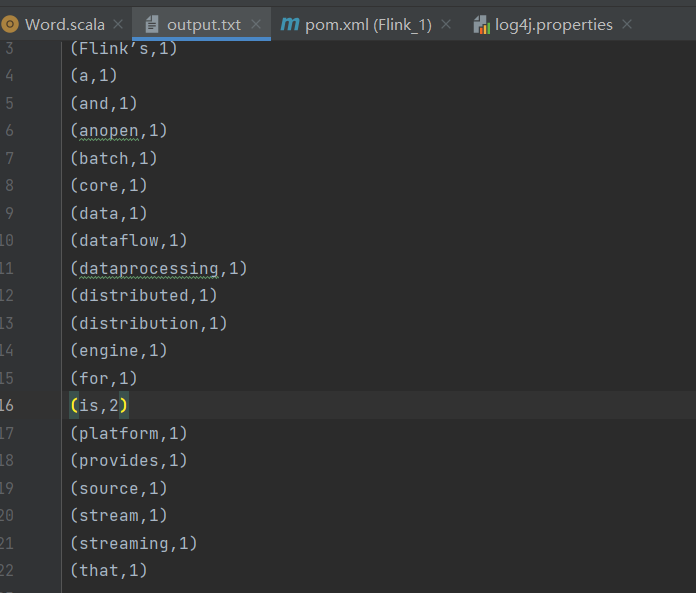 Word.scala output.txt pom.xml (Flink_1) log4j.properties
3 (Flink’s,1)
4 (a,1)
5 (and,1)
6 (anopen,1)
7 (batch,1)
8 (core,1)
9 (data,1)
10 (dataflow,1)
11 (dataprocessing,1)
12 (distributed,1)
13 (distribution,1)
14 (engine,1)
15 (for,1)
16 (is,2)
17 (platform,1)
18 (provides,1)
19 (source,1)
20 (stream,1)
21 (streaming,1)
22 (that,1)